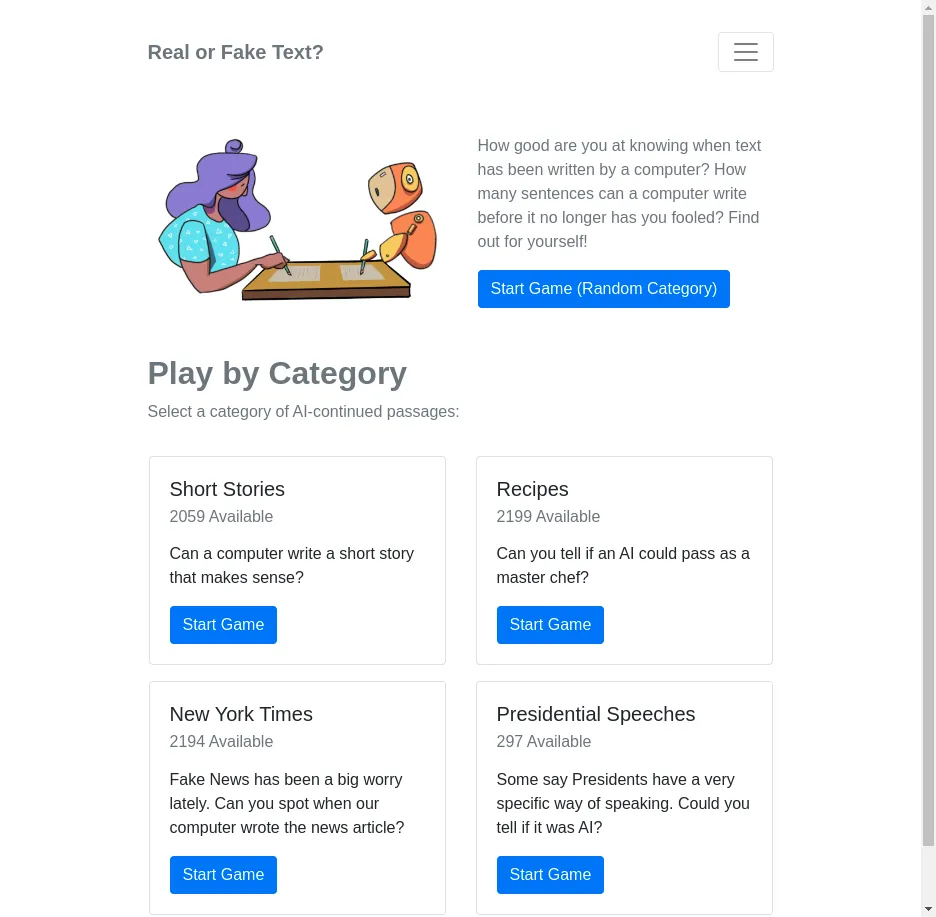 Real or Fake Text?
How good are you at knowing when text
has been written by a computer? How
many sentences can a computer write
before it no longer has you fooled? Find
out for yourself!
Start Game (Random Category)
Play by Category
Select a category of AI-continued passages:
Short Stories
2059 Available
Can a computer write a short story
that makes sense?
Start Game
Recipes
2199 Available
Can you tell if an AI could pass as a
master chef?
Start Game
New York Times
2194 Available
Fake News has been a big worry
lately. Can you spot when our
computer wrote the news article?
Start Game
Presidential Speeches
297 Available
Some say Presidents have a very
specific way of speaking. Could you
tell if it was AI?
Start Game